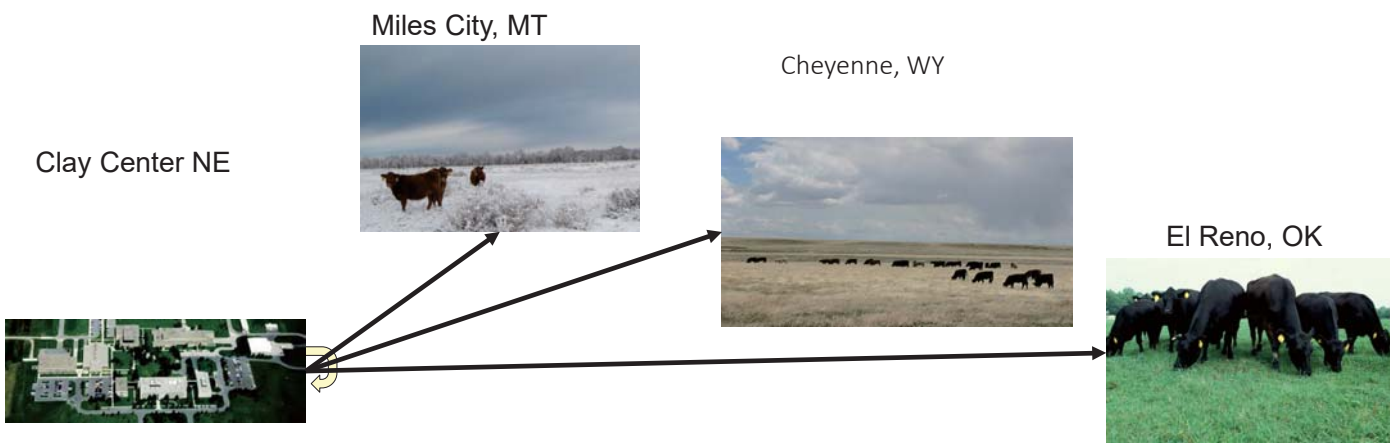 Miles City, MT
Cheyenne, WY
Clay Center NE
El Reno, OK